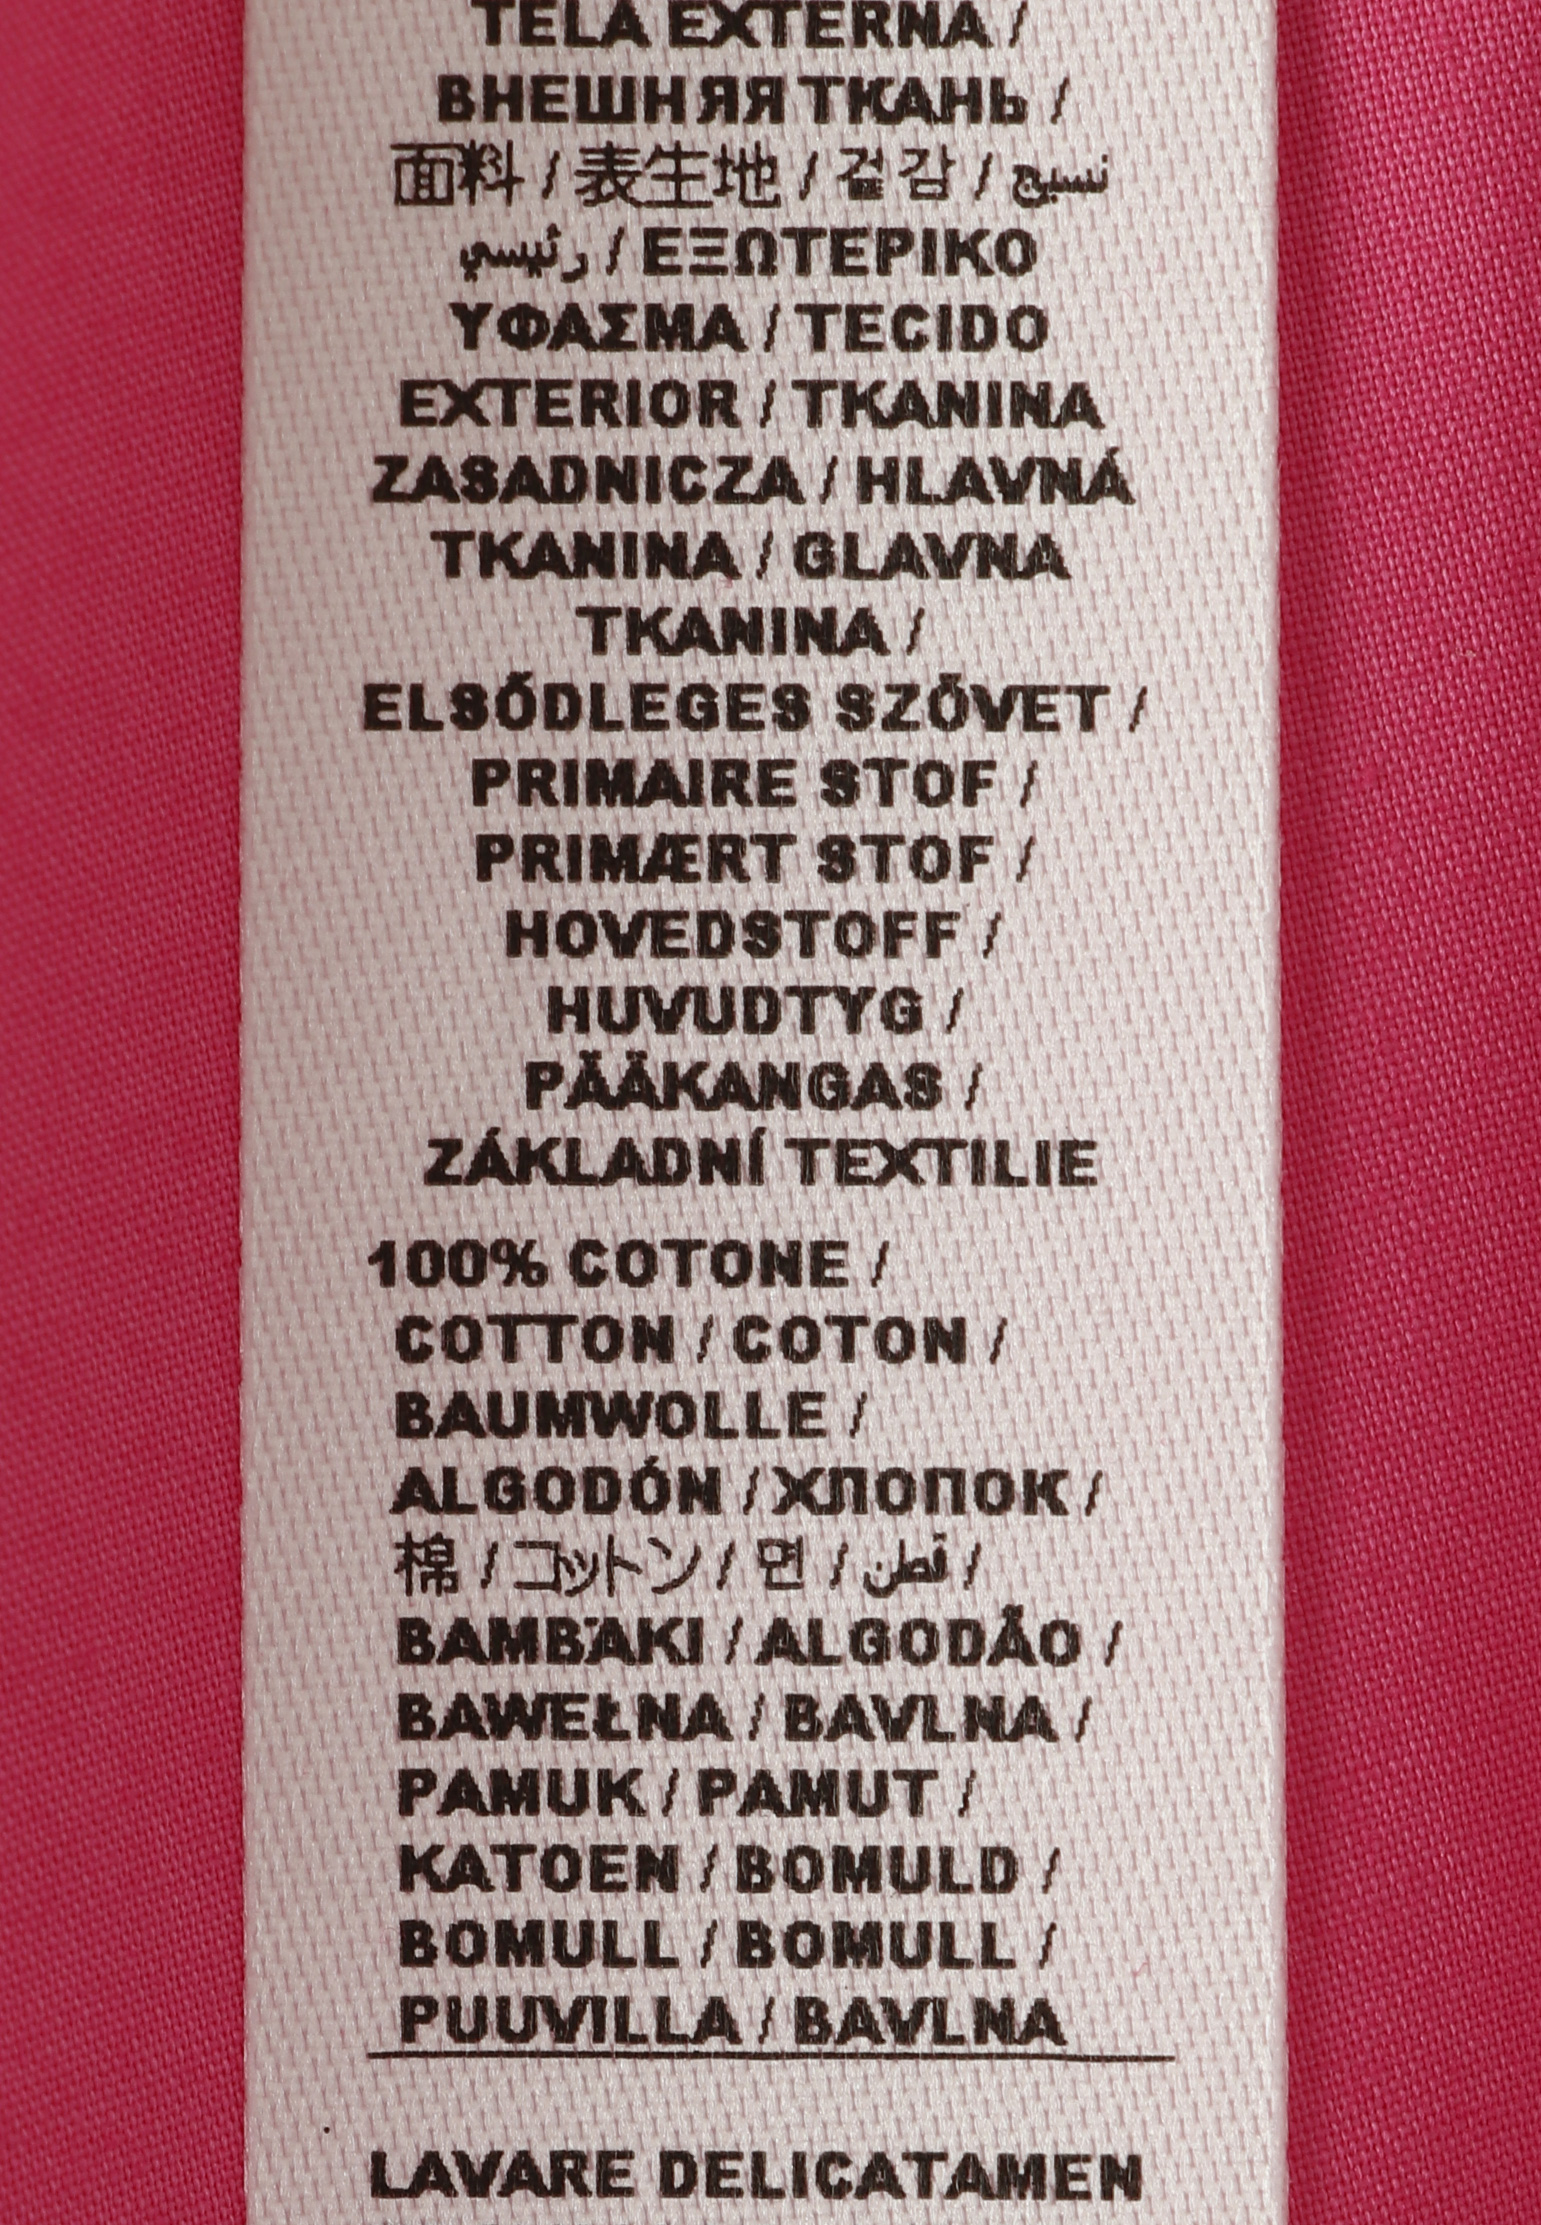 TELA EXTERNA /
ВНЕШНЯЯ ТКАНЬ /
面料 / 表生地 / 겉감 / نسيج
رئيسي / ΕΞΩΤΕΡΙΚΟ
ΥΦΑΣΜΑ / TECIDO
EXTERIOR / TKANINA
ZASADNICZA / HLAVNÁ
TKANINA / GLAVNA
TKANINA /
ELSŐDLEGES SZÖVET /
PRIMAIRE STOF /
PRIMÆRT STOF /
HOVEDSTOFF /
HUVUDTYG /
PÄÄKANGAS /
ZÁKLADNÍ TEXTILIE
100% COTONE /
COTTON / COTON /
BAUMWOLLE /
ALGODÓN / ХЛОПОК /
棉 / コットン / 면 / قطن /
ΒΑΜΒΆΚΙ / ALGODÃO /
BAWEŁNA / BAVLNA /
PAMUK / PAMUT /
KATOEN / BOMULD /
BOMULL / BOMULL /
PUUVILLA / BAVLNA
LAVARE DELICATAMEN